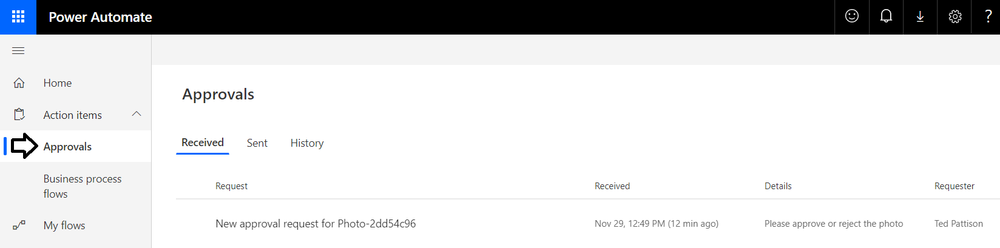 Power Automate
?
Home
Action items
Approvals
Business process
flows
My flows
Approvals
Received Sent History
Request Received Details Requester
New approval request for Photo-2dd54c96 Nov 29, 12:49 PM (12 min ago) Please approve or reject the photo Ted Pattison